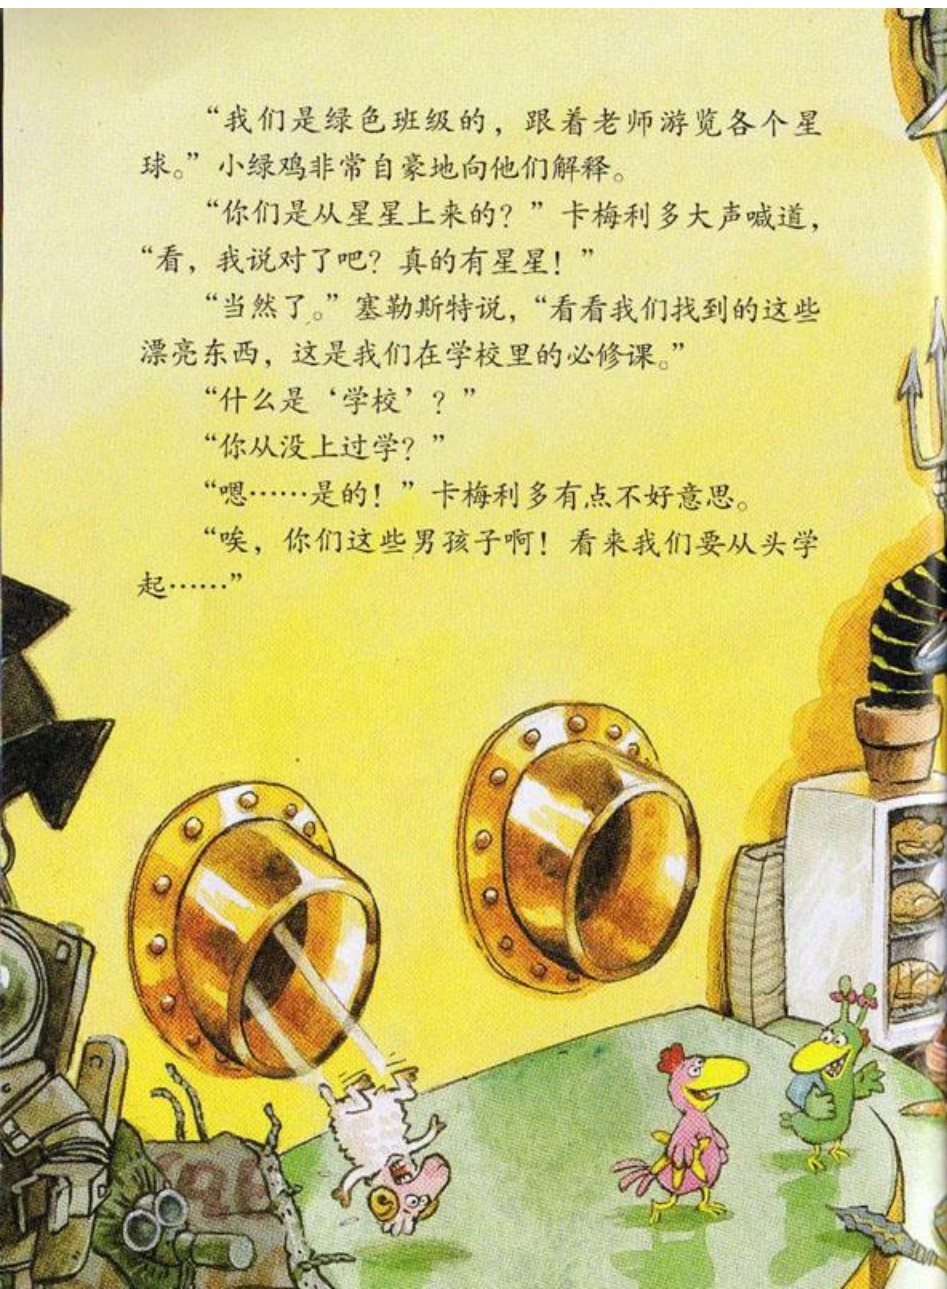 “我们是绿色班级的，跟着老师游览各个星
球。”小绿鸡非常自豪地向他们解释。
“你们是从星星上来的？”卡梅利多大声喊道，
“看，我说对了吧？真的有星星！”
“当然了。”塞勒斯特说，“看看我们找到的这些
漂亮东西，这是我们在学校里的必修课。”
“什么是‘学校’？”
“你从没上过学？”
“嗯……是的！”卡梅利多有点不好意思。
“唉，你们这些男孩子啊！看来我们要从头学
起……”